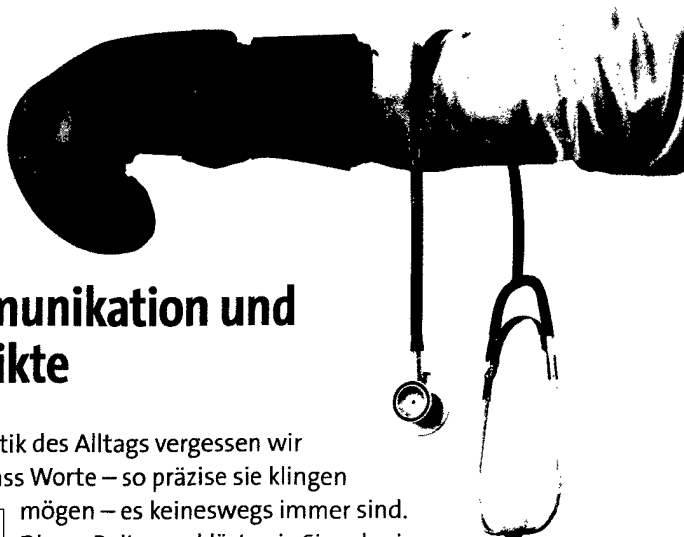 munikation und
ikte
tik des Alltags vergessen wir
ss Worte – so präzise sie klingen
mögen – es keineswegs immer sind.